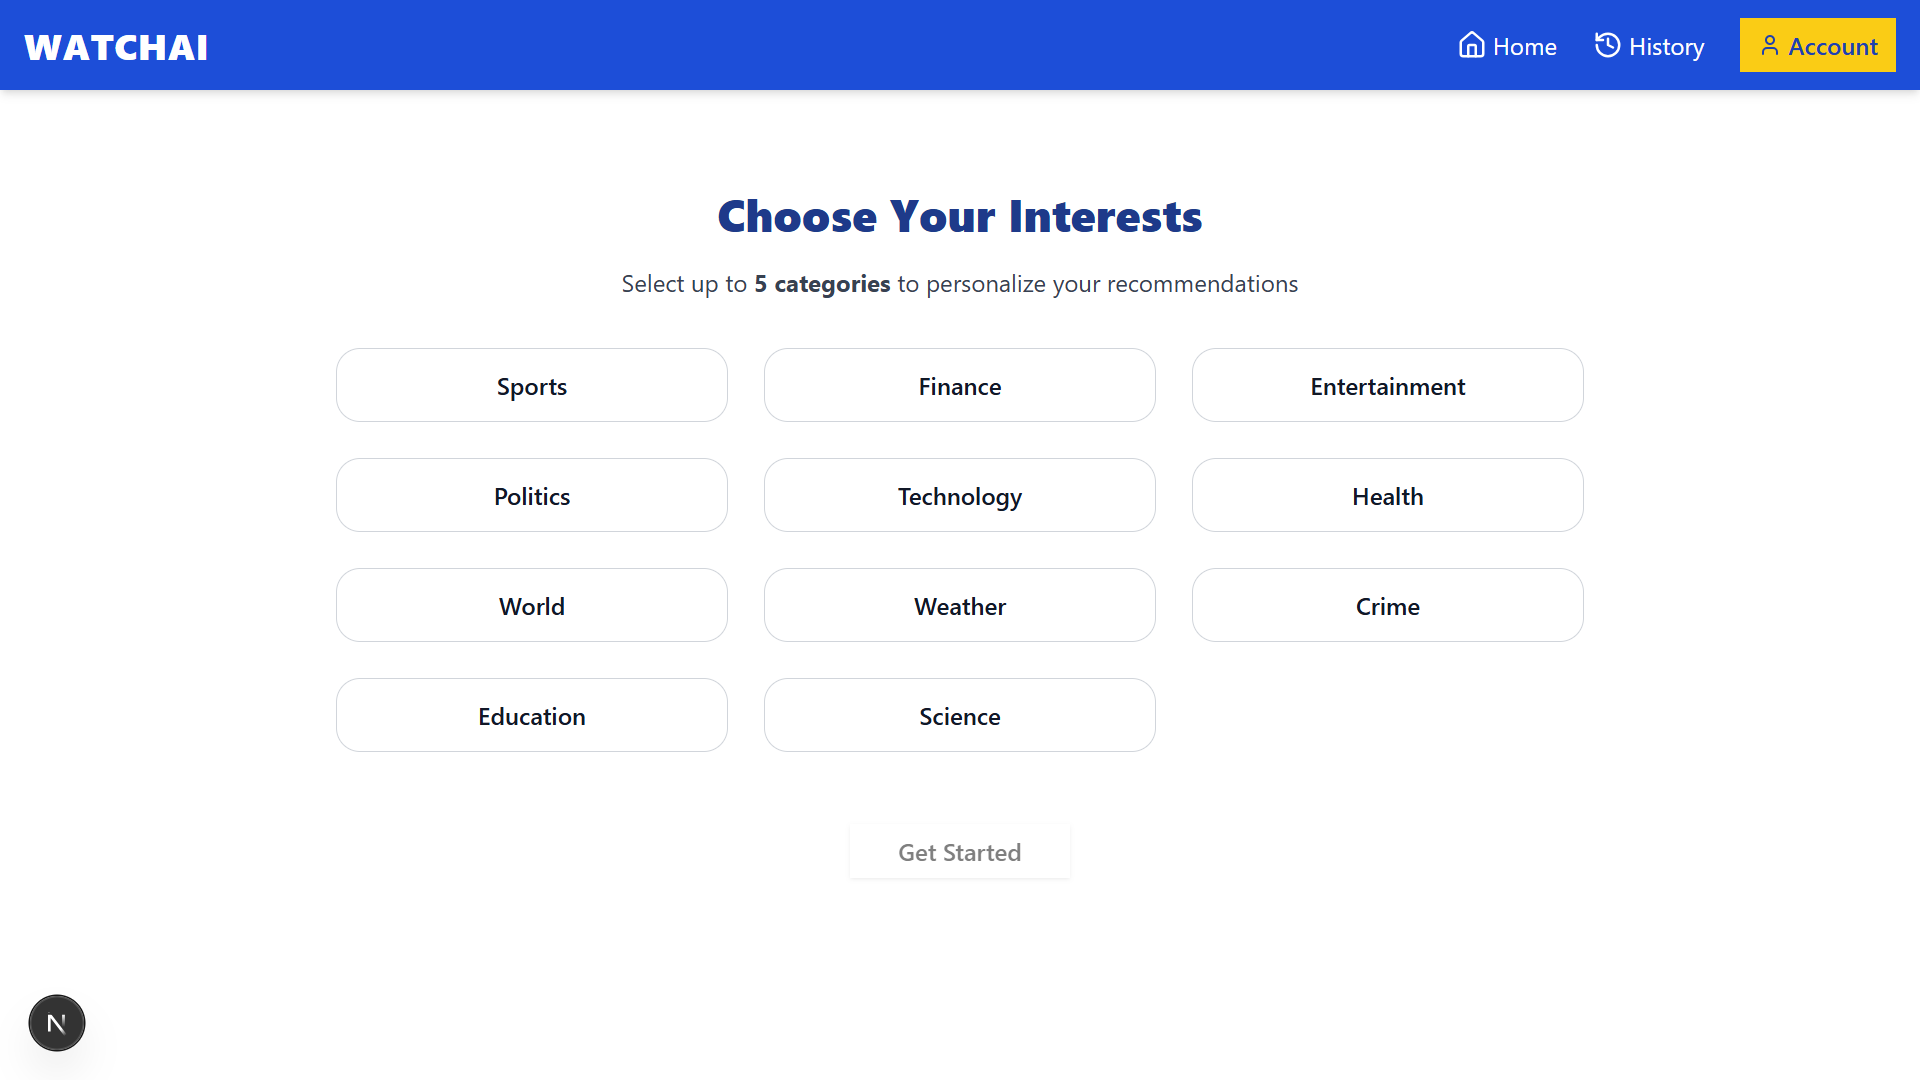 WATCHAI
Home
History
Account
Choose Your Interests
Select up to 5 categories to personalize your recommendations
Sports
Finance
Entertainment
Politics
Technology
Health
World
Weather
Crime
Education
Science
Get Started
N